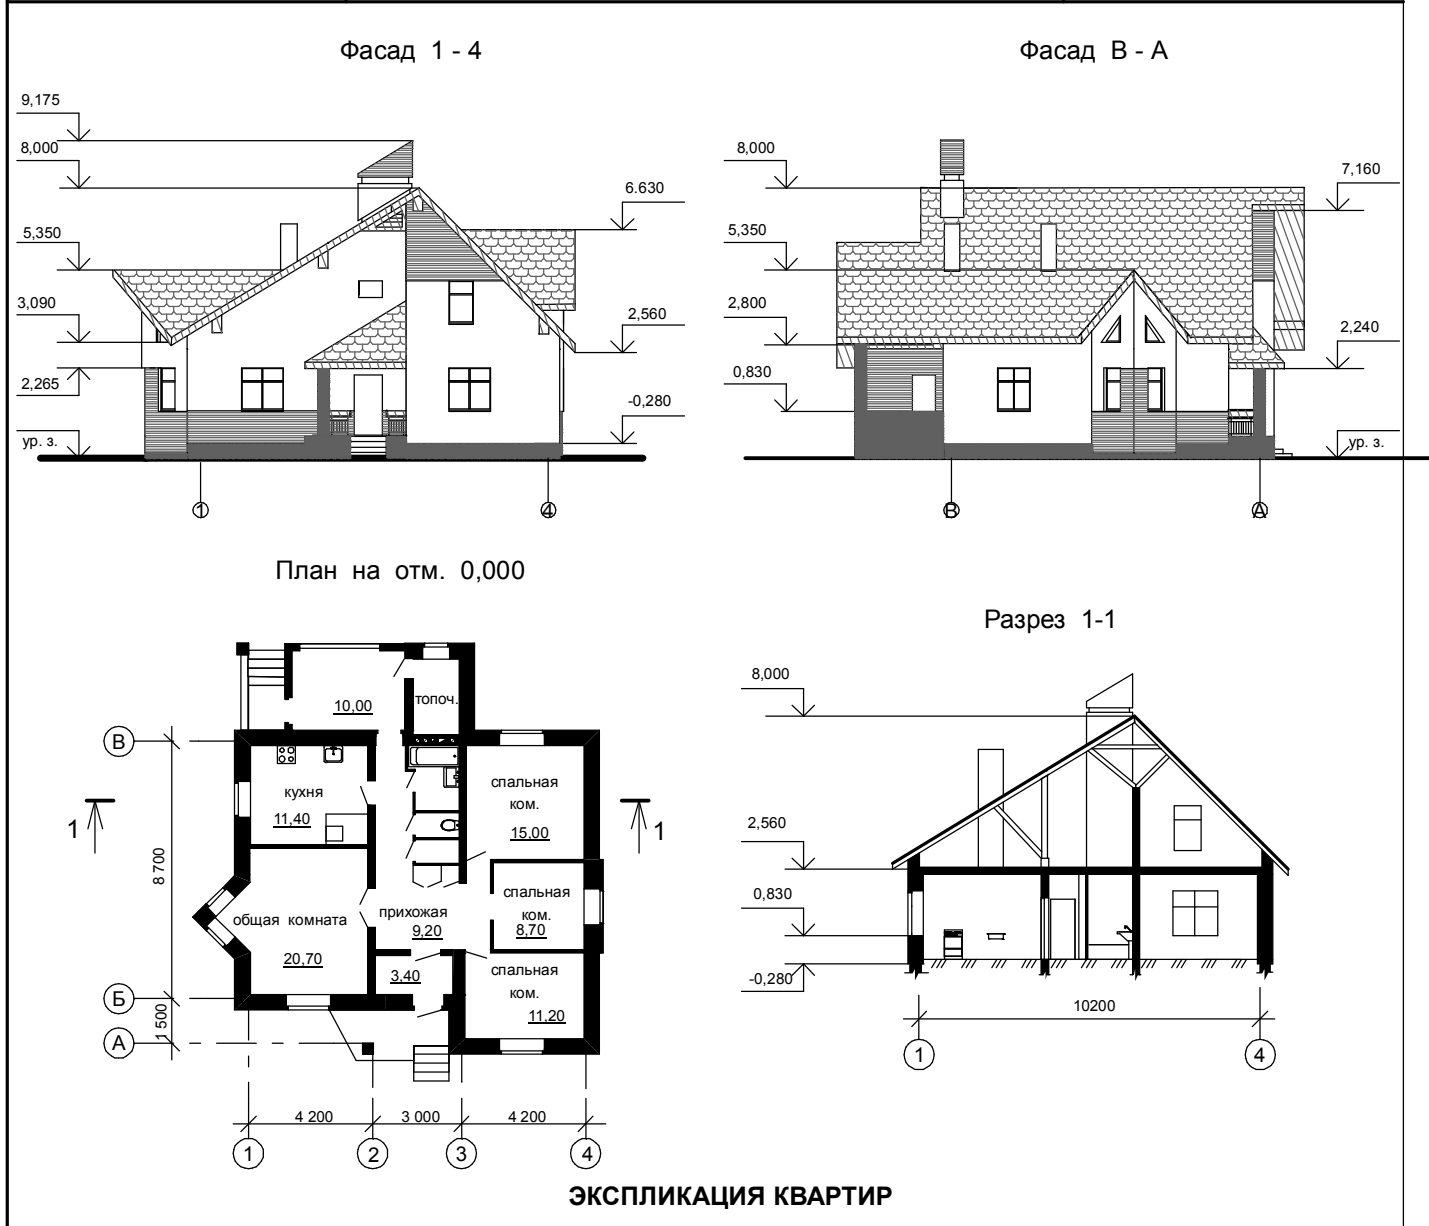 Фасад 1 - 4
Фасад В - А
9,175
8,000
5,350
3,090
2,265
ур. з.
6.630
2,560
-0,280
1
4
8,000
5,350
2,800
0,830
7,160
2,240
ур. з.
В
А
План на отм. 0,000
Разрез 1-1
10,00
топоч.
кухня
11,40
спальная
ком.
15,00
спальная
ком.
8,70
общая комната
20,70
прихожая
9,20
3,40
спальная
ком.
11,20
В
Б
А
8 700
1 500
1
1
4 200
3 000
4 200
1
2
3
4
8,000
2,560
0,830
-0,280
10200
1
4
ЭКСПЛИКАЦИЯ КВАРТИР